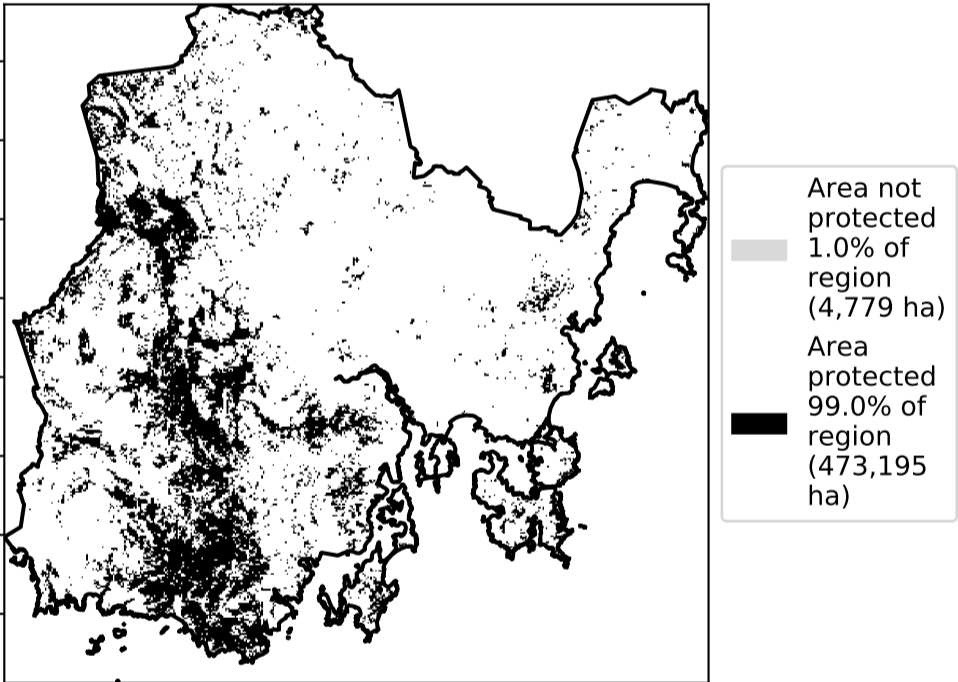 Area not
protected
1.0% of
region
(4,779 ha)
Area
protected
99.0% of
region
(473,195
ha)